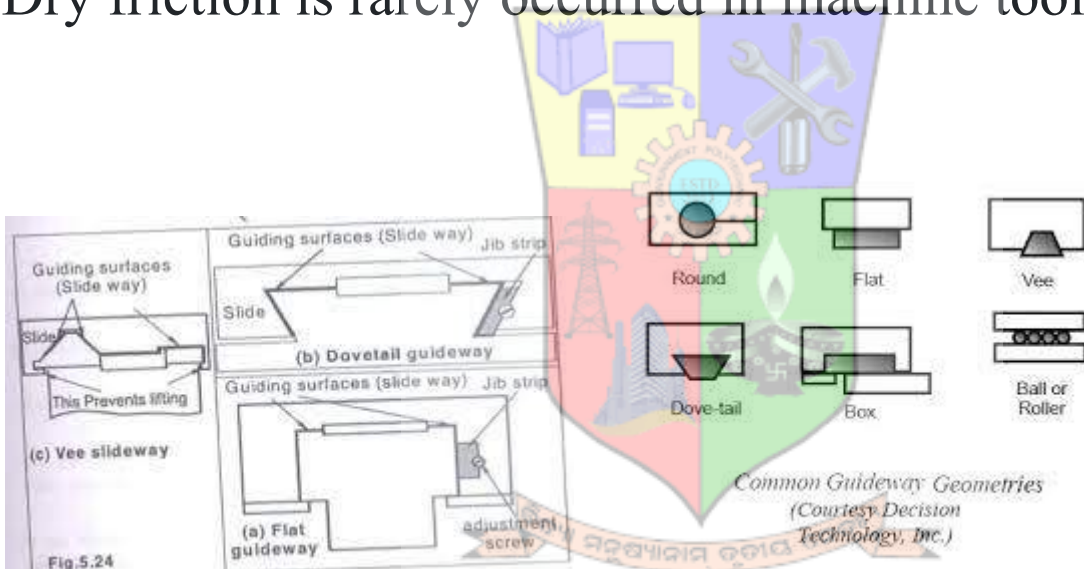 Dry friction is rarely occurred in machine tool
Guiding surfaces
(Slide way)
Slide
This Prevents lifting
(c) Vee slideway
Fig.5.24
Guiding surfaces (Slide way)
Jib strip
Slide
(b) Dovetail guideway
Guiding surfaces (slide way)
Jib strip
(a) Flat
guideway
adjustment
screw
ESTD
Round
Flat
Vee
Dove-tail
Box
Ball or
Roller
Common Guideway Geometries
(Courtesy Decision
Technology, Inc.)